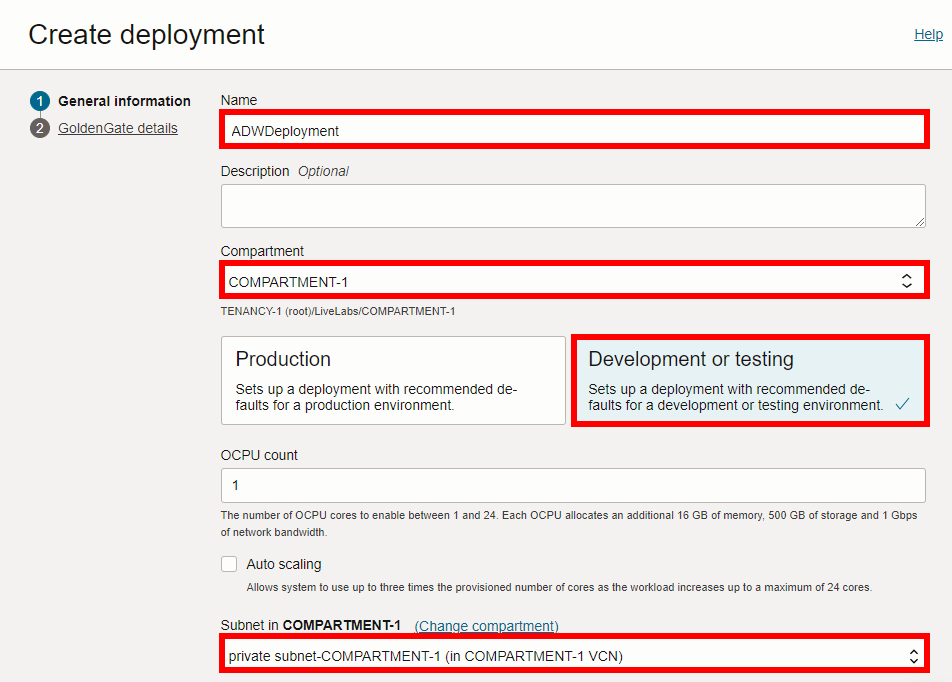 Create deployment
Help
1 General information
2 GoldenGate details
Name
ADWDeployment
Description Optional
Compartment
COMPARTMENT-1
TENANCY-1 (root)/LiveLabs/COMPARTMENT-1
Production
Sets up a deployment with recommended de-
faults for a production environment.
Development or testing
Sets up a deployment with recommended de-
faults for a development or testing environment.
OCPU count
1
The number of OCPU cores to enable between 1 and 24. Each OCPU allocates an additional 16 GB of memory, 500 GB of storage and 1 Gbps
of network bandwidth.
Auto scaling
Allows system to use up to three times the provisioned number of cores as the workload increases up to a maximum of 24 cores.
Subnet in COMPARTMENT-1 (Change compartment)
private subnet-COMPARTMENT-1 (in COMPARTMENT-1 VCN)